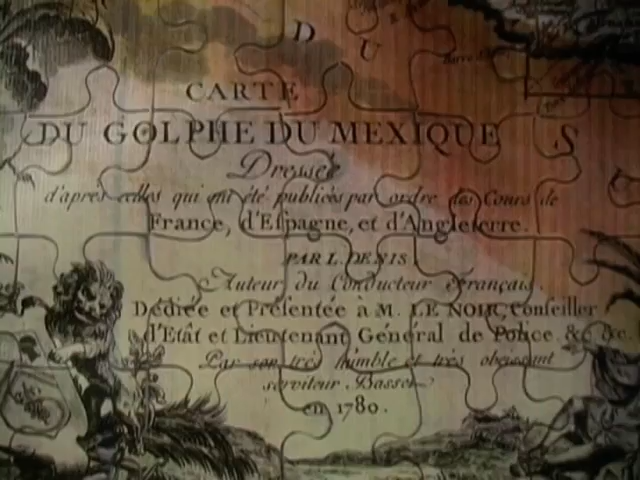 D
U
CARTE
DU GOLPHE DU MEXIQUE
S
Dressée
d'après celles qui ont été publiées par ordre des Cours de
France, d'Espagne, et d'Angleterre.
PAR L. DENIS
Auteur du Conducteur Français.
Dédiée et Présentée à M. LE NOIR, Conseiller
d'Etât et Lieutenant Général de Police &c &c.
Par son très humble et très obeissant
serviteur Basset
en 1780.